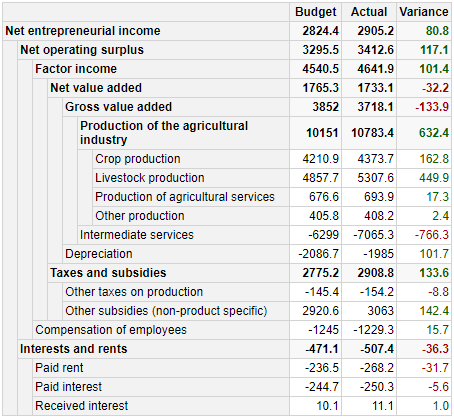 Budget Actual Variance
Net entrepreneurial income 2824.4 2905.2 80.8
Net operating surplus 3295.5 3412.6 117.1
Factor income 4540.5 4641.9 101.4
Net value added 1765.3 1733.1 -32.2
Gross value added 3852 3718.1 -133.9
Production of the agricultural
industry 10151 10783.4 632.4
Crop production 4210.9 4373.7 162.8
Livestock production 4857.7 5307.6 449.9
Production of agricultural services 676.6 693.9 17.3
Other production 405.8 408.2 2.4
Intermediate services -6299 -7065.3 -766.3
Depreciation -2086.7 -1985 101.7
Taxes and subsidies 2775.2 2908.8 133.6
Other taxes on production -145.4 -154.2 -8.8
Other subsidies (non-product specific) 2920.6 3063 142.4
Compensation of employees -1245 -1229.3 15.7
Interests and rents -471.1 -507.4 -36.3
Paid rent -236.5 -268.2 -31.7
Paid interest -244.7 -250.3 -5.6
Received interest 10.1 11.1 1.0